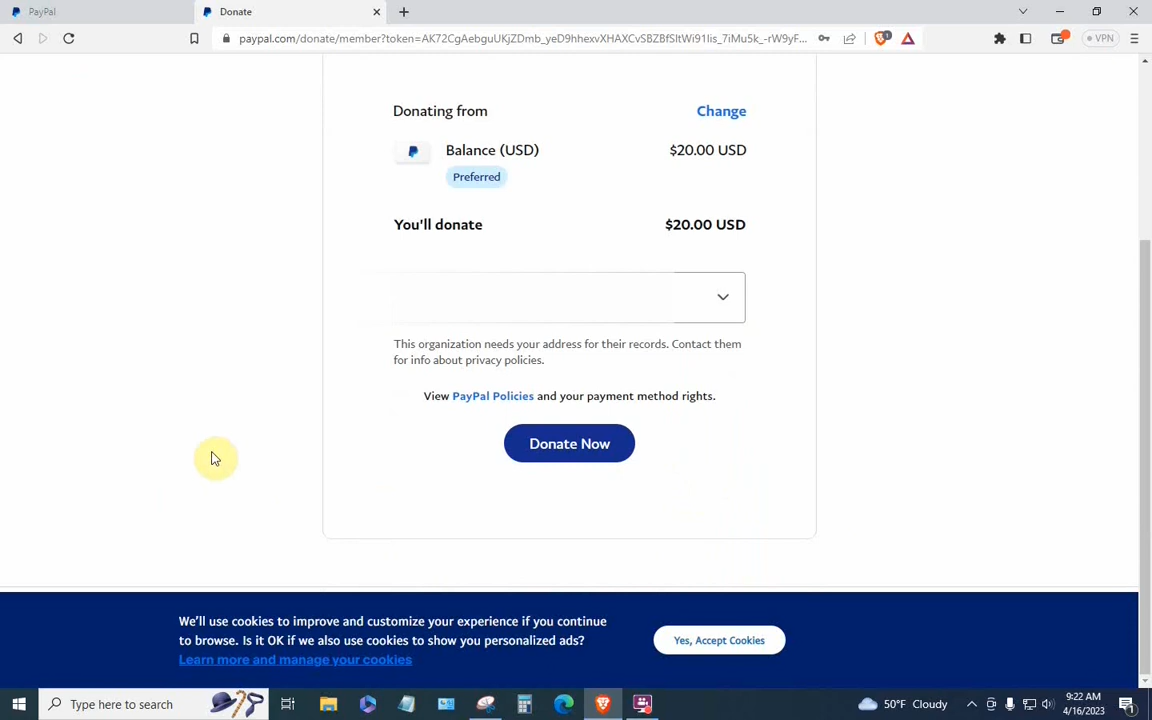 PayPal
Donate
paypal.com/donate/member?token=AK72CgAebguUKjZDmb_yeD9hhexvXHAXCvSBZBfSltWi91lis_7iMu5k_-rW9yF...
1
VPN
Donating from
Change
Balance (USD)
$20.00 USD
Preferred
You'll donate
$20.00 USD
This organization needs your address for their records. Contact them
for info about privacy policies.
View PayPal Policies and your payment method rights.
Donate Now
We'll use cookies to improve and customize your experience if you continue
to browse. Is it OK if we also use cookies to show you personalized ads?
Learn more and manage your cookies
Yes, Accept Cookies
Type here to search
50°F Cloudy
9:22 AM
4/16/2023
1